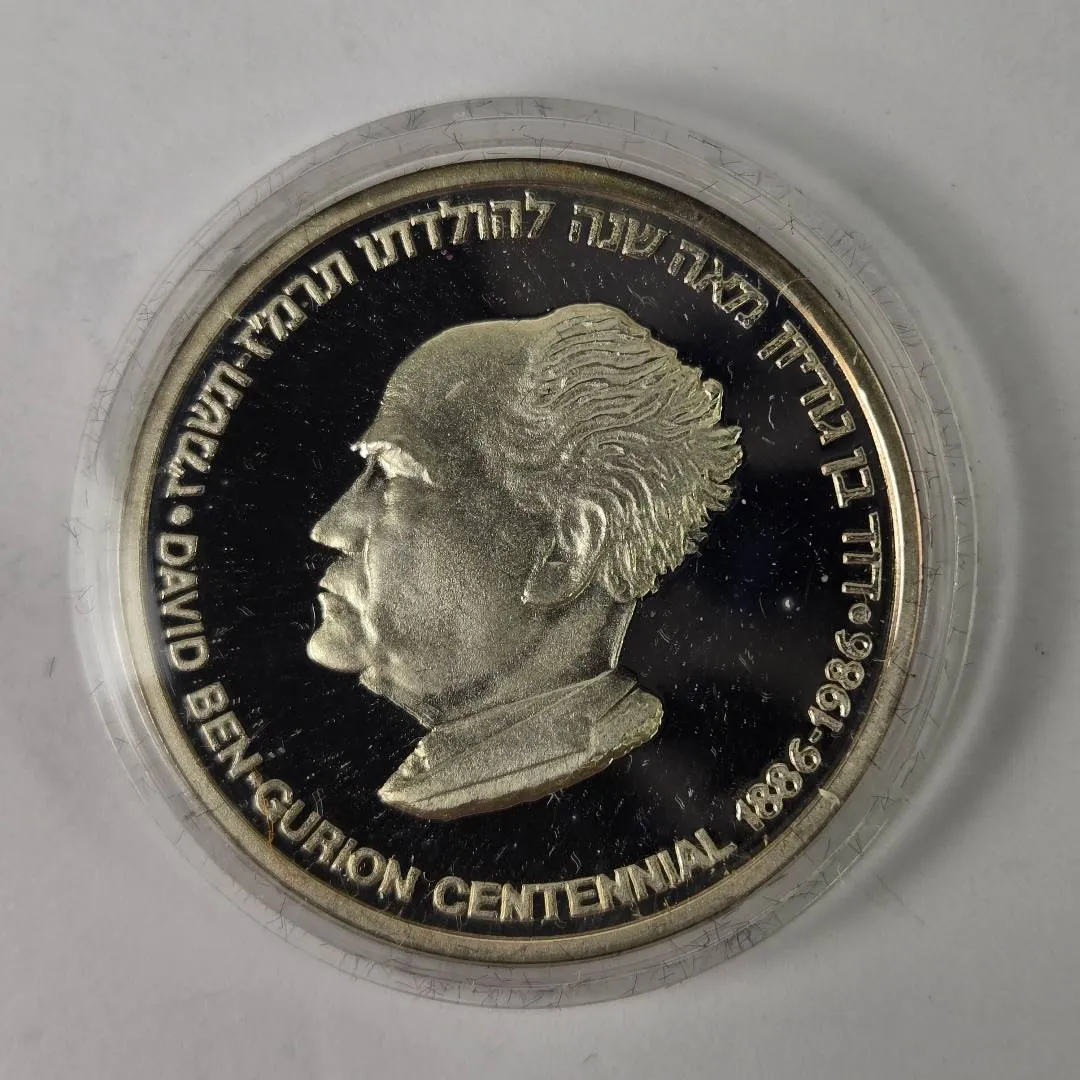 דוד בן גוריון מאה שנה להולדתו תרמ"ז-תשמ"ז •
DAVID BEN-GURION CENTENNIAL 1886-1986 •